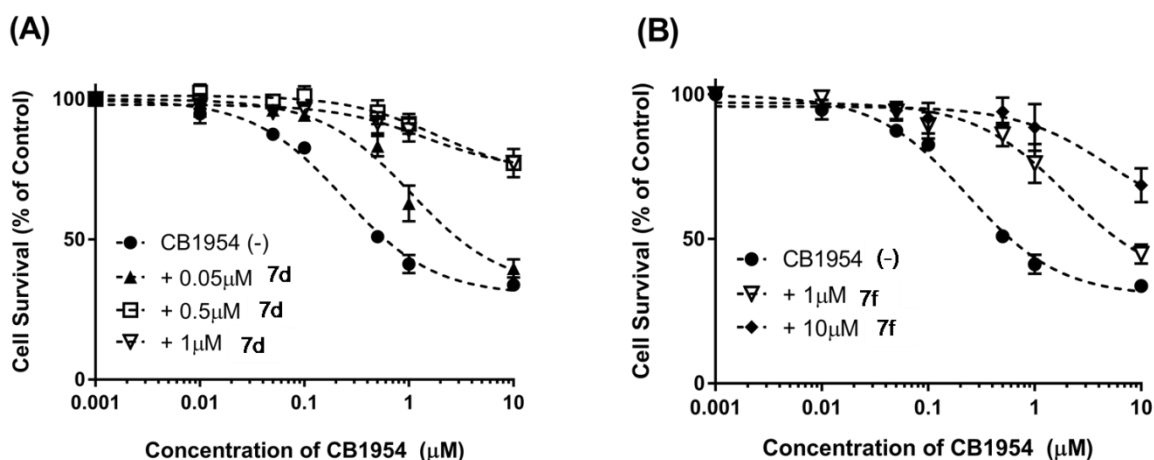 (A)
Cell Survival (% of Control)
100
50
0
CB1954 (-)
+ 0.05μM 7d
+ 0.5μM 7d
+ 1μM 7d
0.001 0.01 0.1 1 10
Concentration of CB1954 (μM)
(B)
Cell Survival (% of Control)
100
50
0
CB1954 (-)
+ 1μM 7f
+ 10μM 7f
0.001 0.01 0.1 1 10
Concentration of CB1954 (μM)